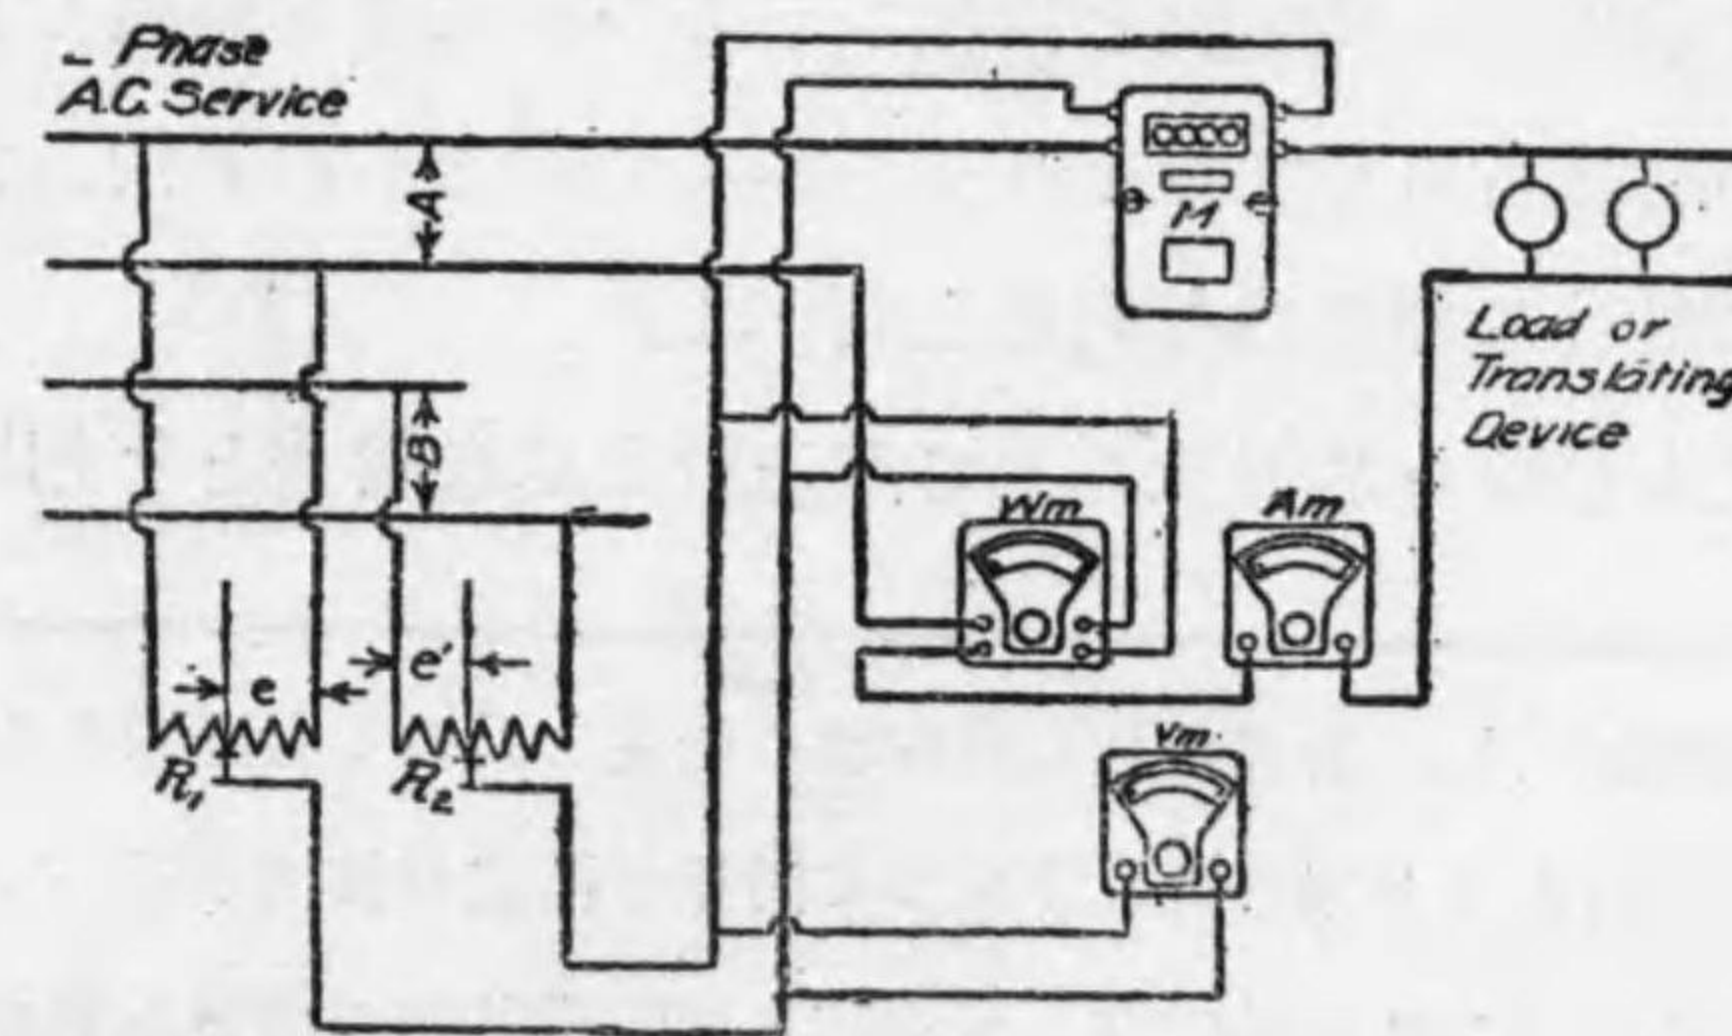 - Phase
A.C. Service
A
B
M
Load or
Translating
Device
Wm
Am
e
e'
R1
R2
Vm.